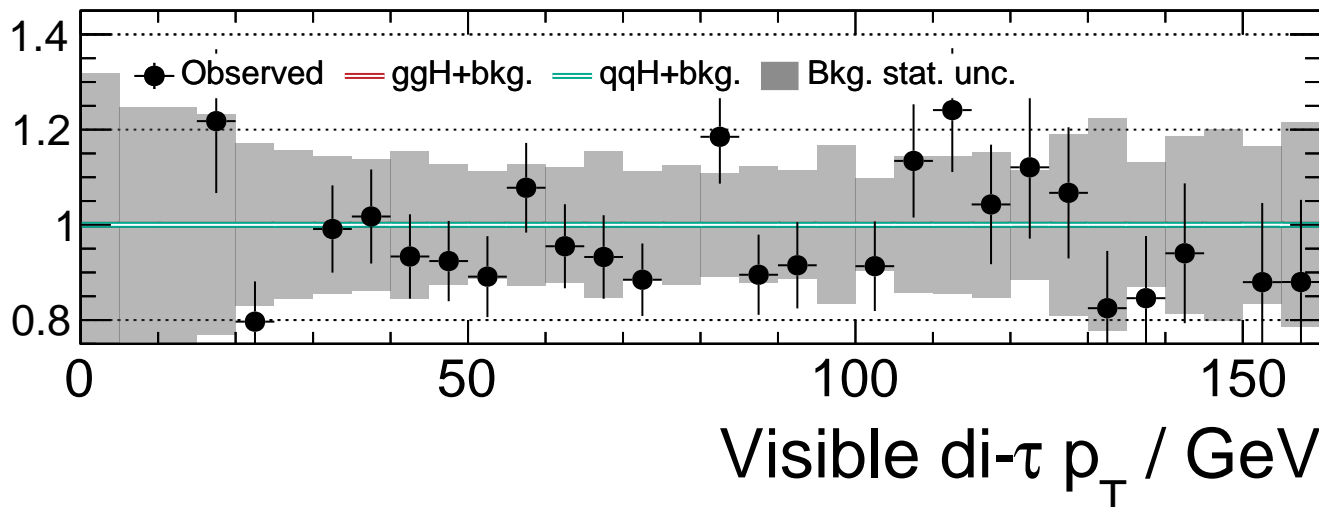 1.4
Observed ggH+bkg. qqH+bkg. Bkg. stat. unc.
1.2
1
0.8
0 50 100 150
Visible di-τ p_T / GeV